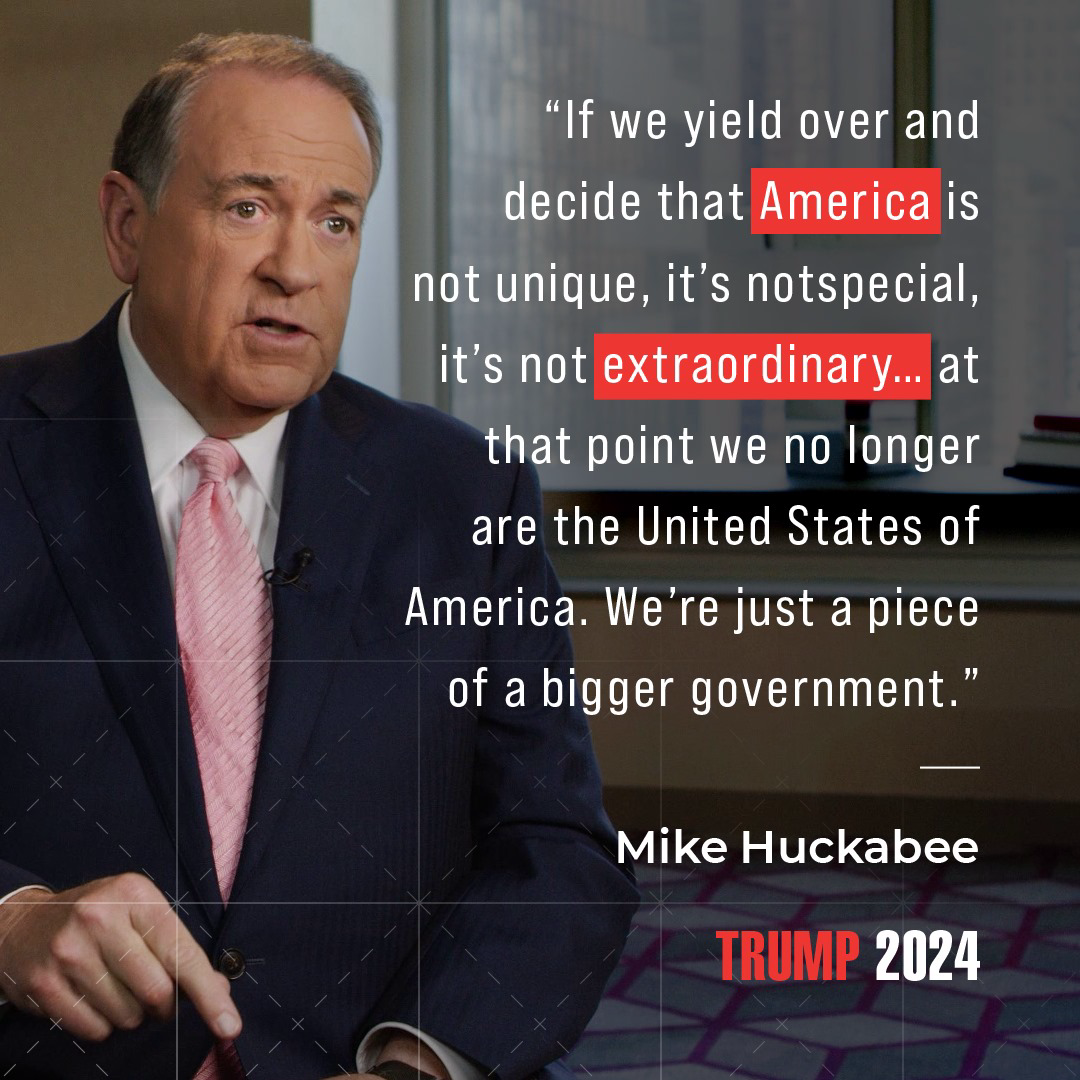 “If we yield over and
decide that America is
not unique, it’s notspecial,
it’s not extraordinary... at
that point we no longer
are the United States of
America. We’re just a piece
of a bigger government.”
Mike Huckabee
TRUMP 2024